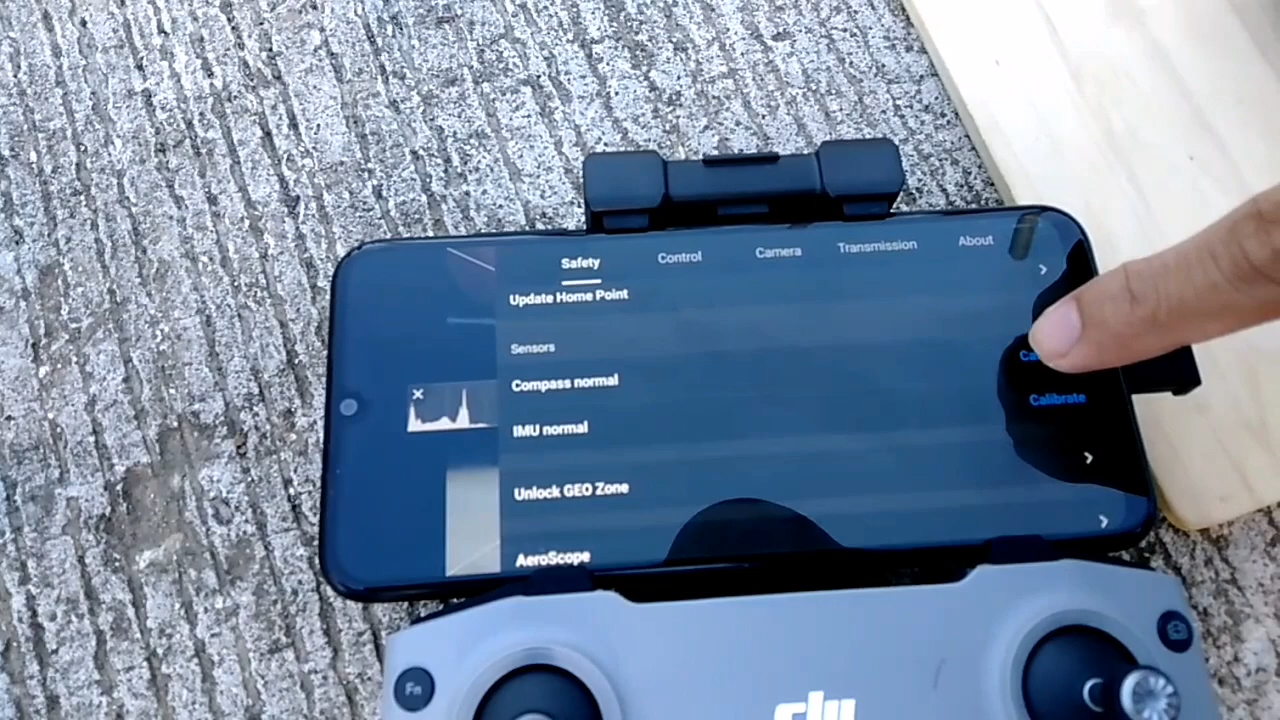 Safety Control Camera Transmission About
Update Home Point
Sensors
Compass normal
IMU normal
Calibrate
Unlock GEO Zone
AeroScope
Fn
dji